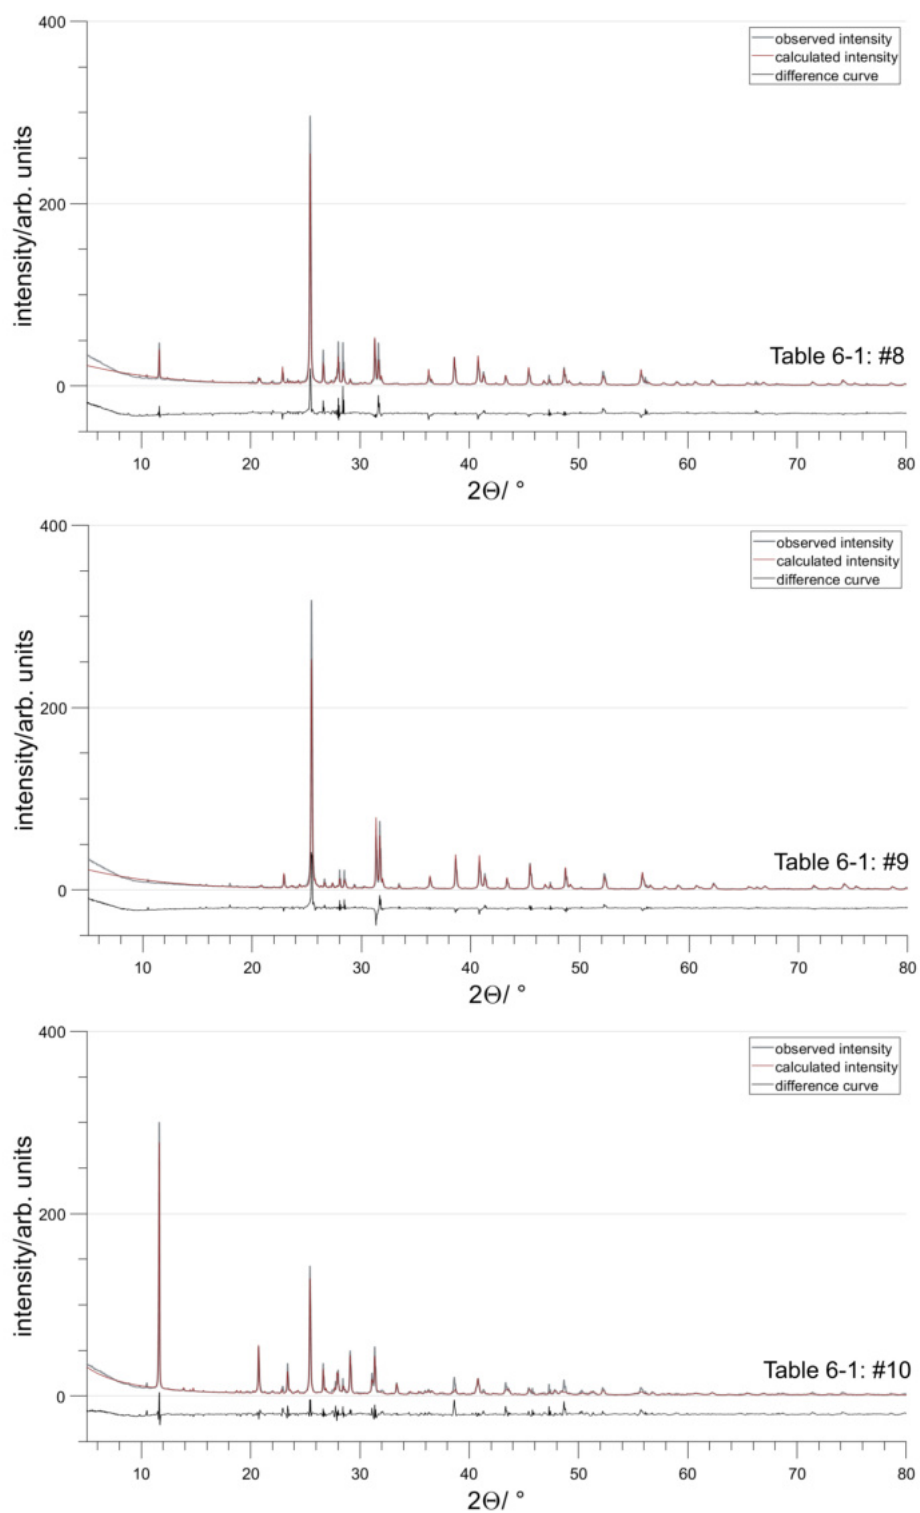 400
observed intensity
calculated intensity
difference curve
intensity/arb. units
200
Table 6-1: #8
0
10 20 30 40 50 60 70 80
2Θ/ °
400
observed intensity
calculated intensity
difference curve
intensity/arb. units
200
Table 6-1: #9
0
10 20 30 40 50 60 70 80
2Θ/ °
400
observed intensity
calculated intensity
difference curve
intensity/arb. units
200
Table 6-1: #10
0
10 20 30 40 50 60 70 80
2Θ/ °